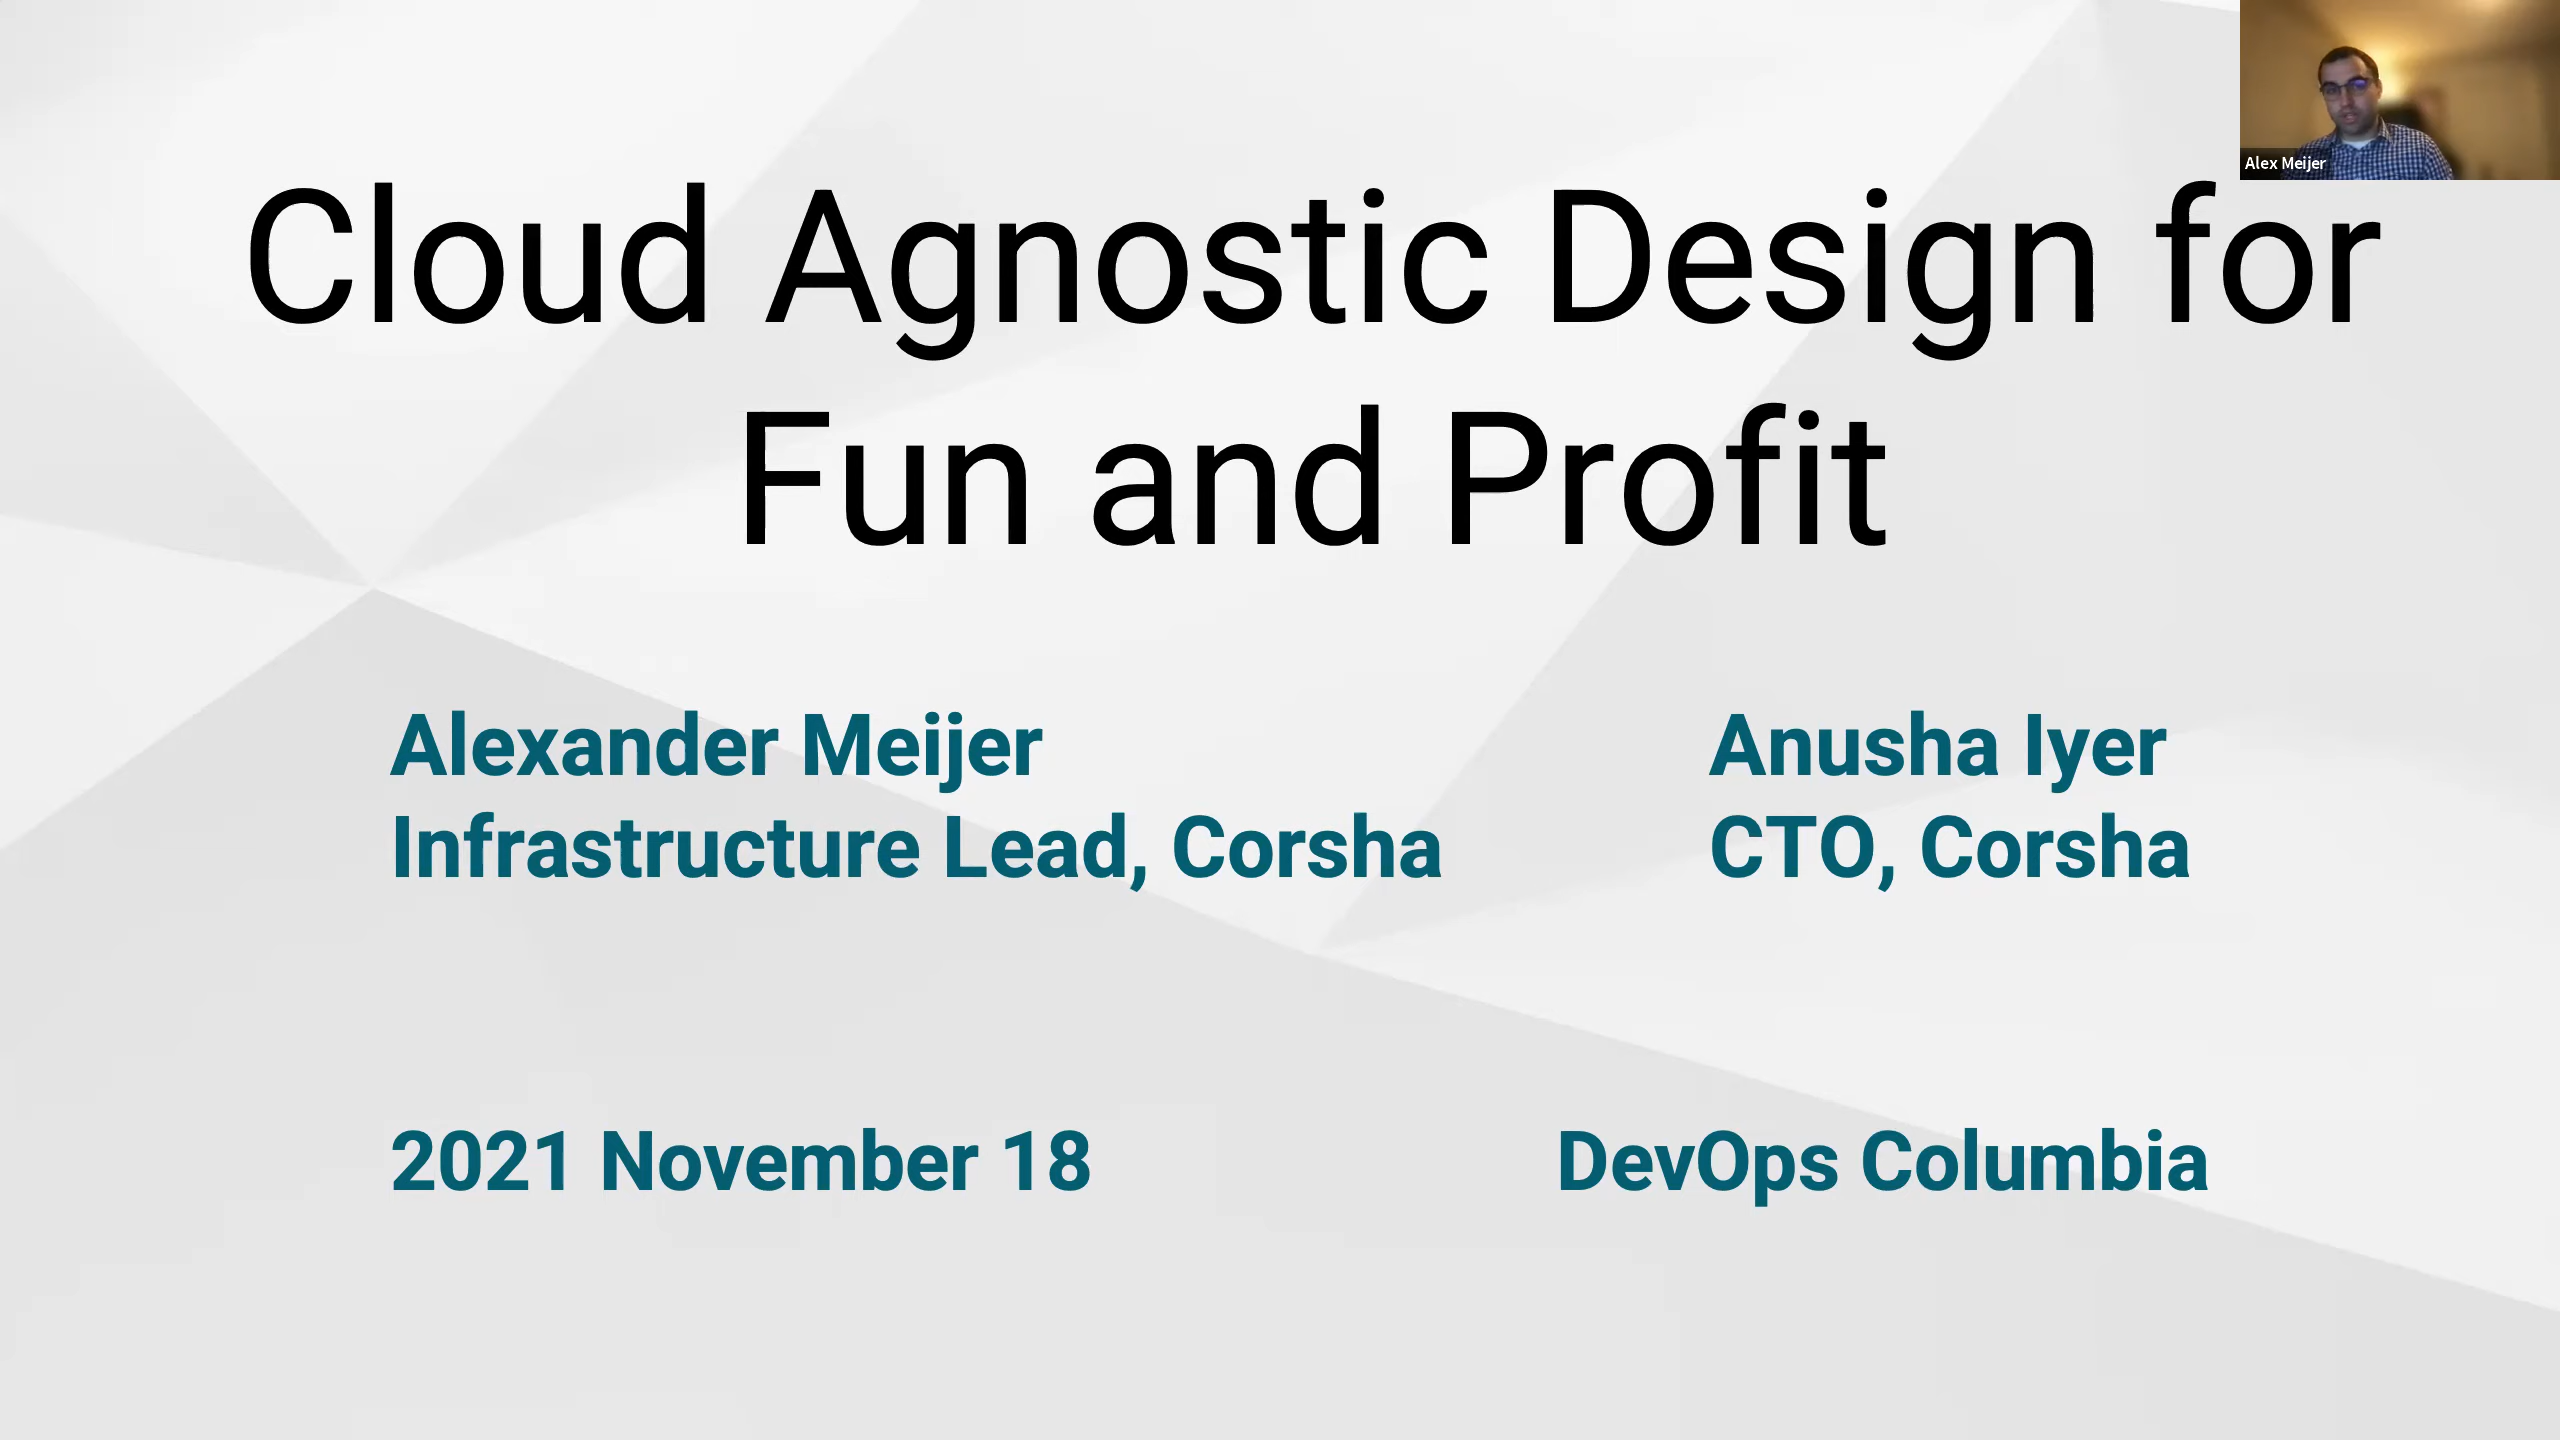 Alex Meijer
Cloud Agnostic Design for
Fun and Profit
Alexander Meijer
Infrastructure Lead, Corsha
Anusha Iyer
CTO, Corsha
2021 November 18
DevOps Columbia